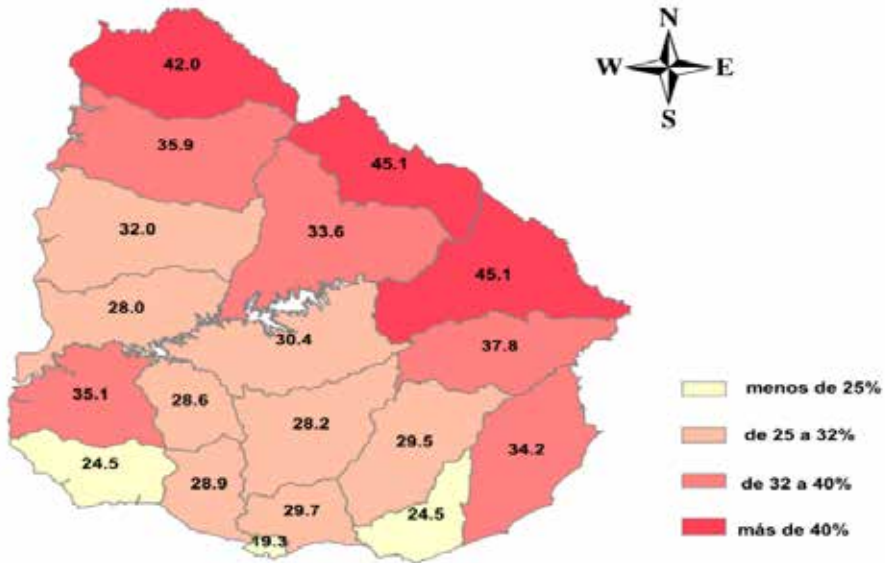 N
W E
S
42.0
35.9
45.1
32.0
33.6
45.1
28.0
30.4
37.8
35.1
28.6
28.2
29.5
34.2
24.5
28.9
29.7
24.5
19.3
menos de 25%
de 25 a 32%
de 32 a 40%
más de 40%